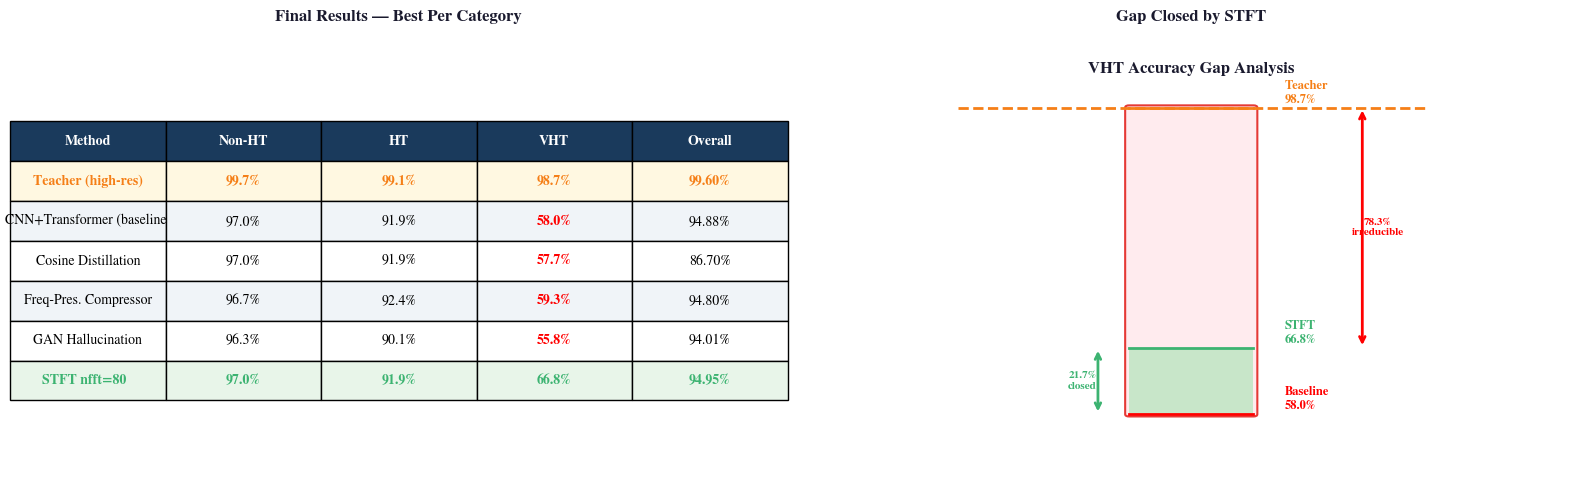 Final Results — Best Per Category
Method Non-HT HT VHT Overall
Teacher (high-res) 99.7% 99.1% 98.7% 99.60%
CNN+Transformer (baseline 97.0% 91.9% 58.0% 94.88%
Cosine Distillation 97.0% 91.9% 57.7% 86.70%
Freq-Pres. Compressor 96.7% 92.4% 59.3% 94.80%
GAN Hallucination 96.3% 90.1% 55.8% 94.01%
STFT nfft=80 97.0% 91.9% 66.8% 94.95%
Gap Closed by STFT
VHT Accuracy Gap Analysis
Teacher
98.7%
78.3%
irreducible
STFT
66.8%
21.7%
closed
Baseline
58.0%